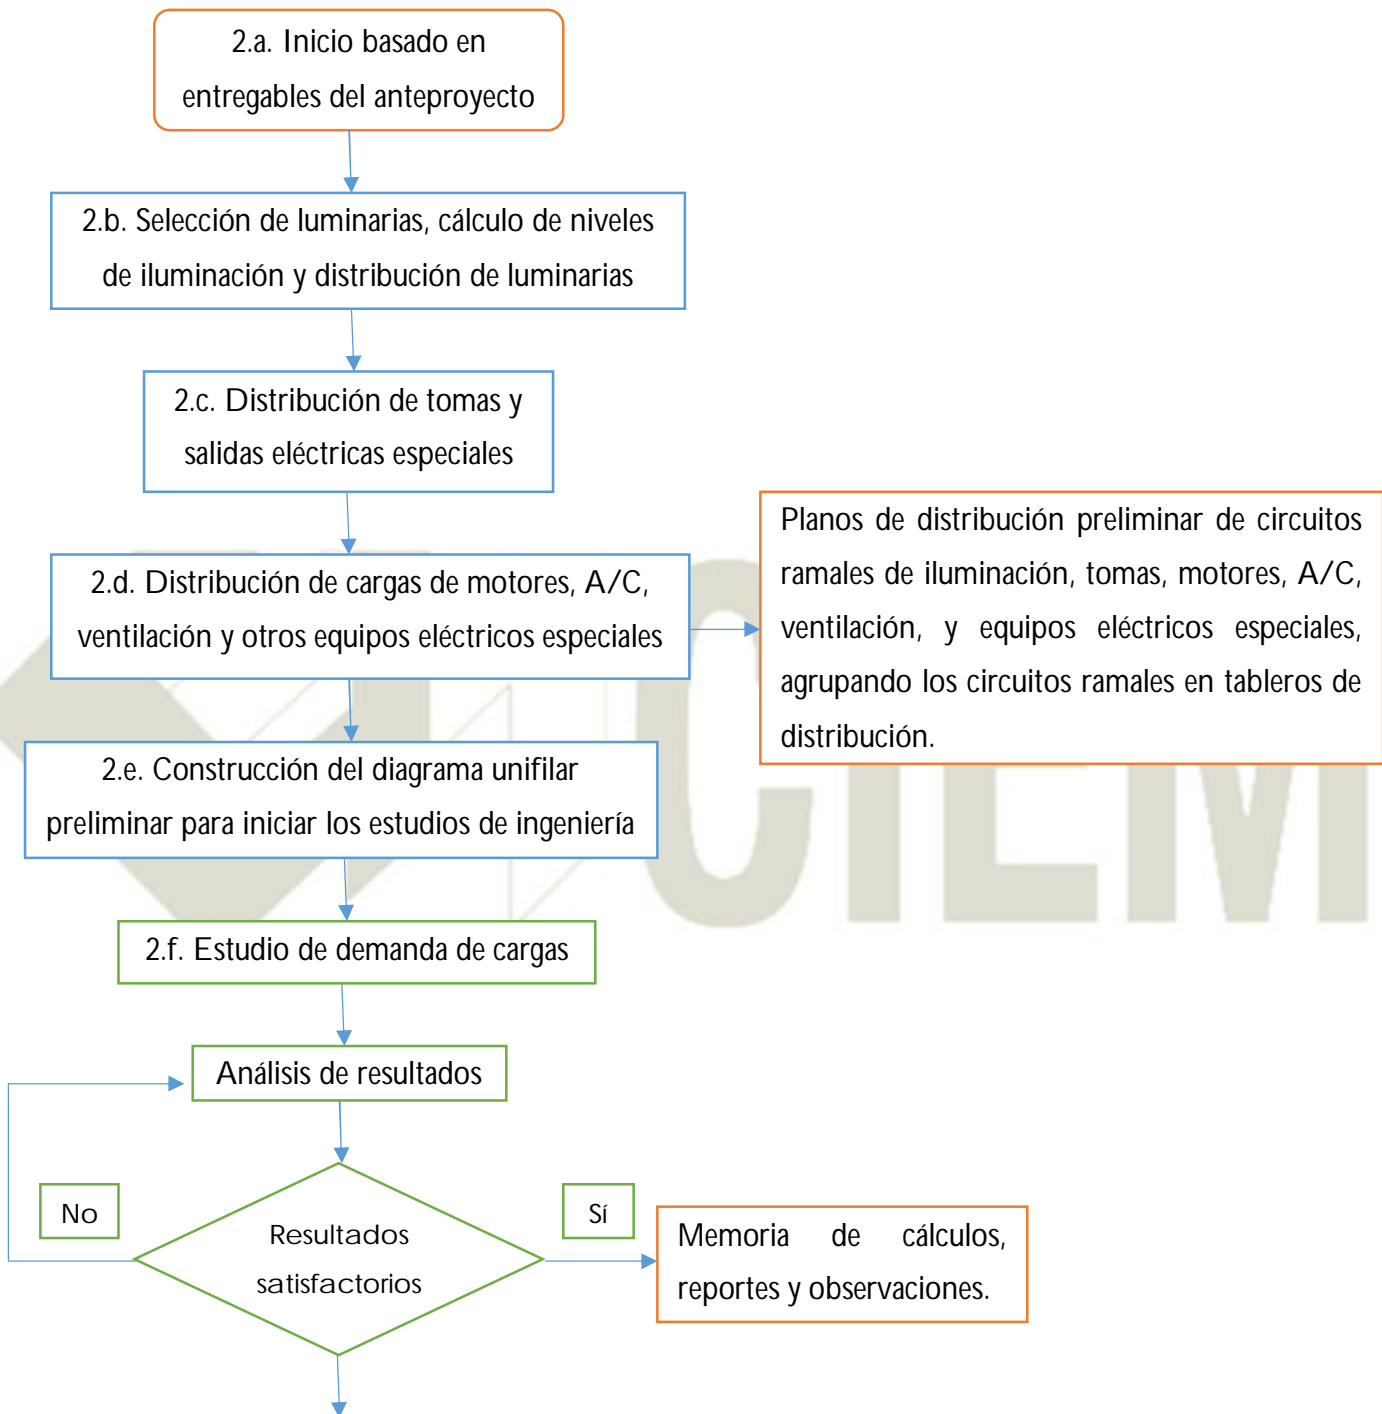 2.a. Inicio basado en
entregables del anteproyecto
2.b. Selección de luminarias, cálculo de niveles
de iluminación y distribución de luminarias
2.c. Distribución de tomas y
salidas eléctricas especiales
2.d. Distribución de cargas de motores, A/C,
ventilación y otros equipos eléctricos especiales
Planos de distribución preliminar de circuitos
ramales de iluminación, tomas, motores, A/C,
ventilación, y equipos eléctricos especiales,
agrupando los circuitos ramales en tableros de
distribución.
2.e. Construcción del diagrama unifilar
preliminar para iniciar los estudios de ingeniería
CIEM
2.f. Estudio de demanda de cargas
Análisis de resultados
No
Resultados
satisfactorios
Sí
Memoria de cálculos,
reportes y observaciones.